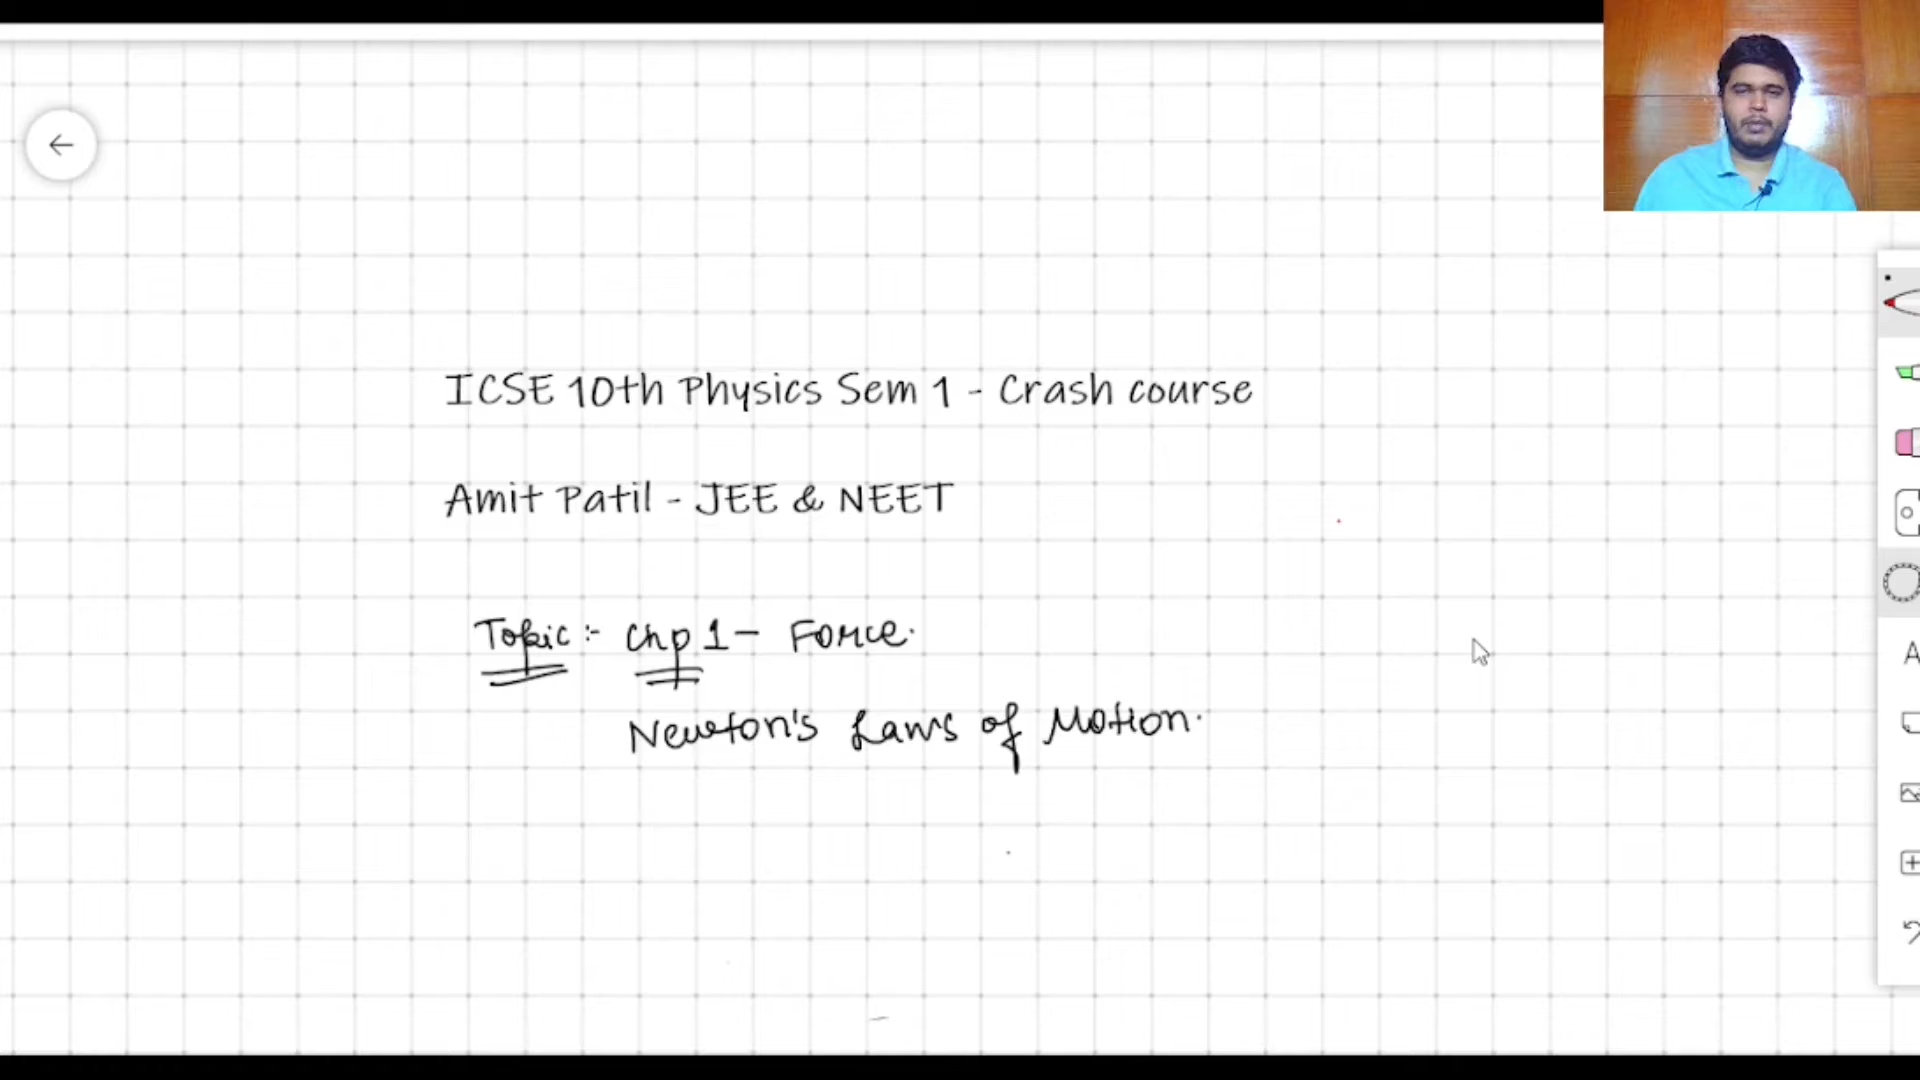 ICSE 10th Physics Sem 1 - Crash course
Amit Patil - JEE & NEET
Topic :- Chp 1 - Force.
Newton's Laws of Motion.
A